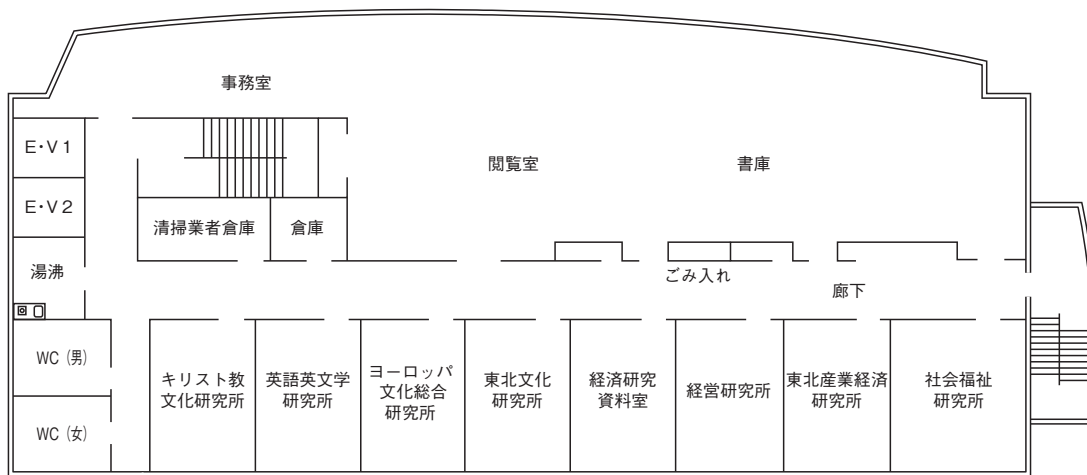 事務室
E・V1
閲覧室
書庫
E・V2
清掃業者倉庫
倉庫
湯沸
ごみ入れ
廊下
WC（男）
キリスト教
文化研究所
英語英文学
研究所
ヨーロッパ
文化総合
研究所
東北文化
研究所
経済研究
資料室
経営研究所
東北産業経済
研究所
社会福祉
研究所
WC（女）